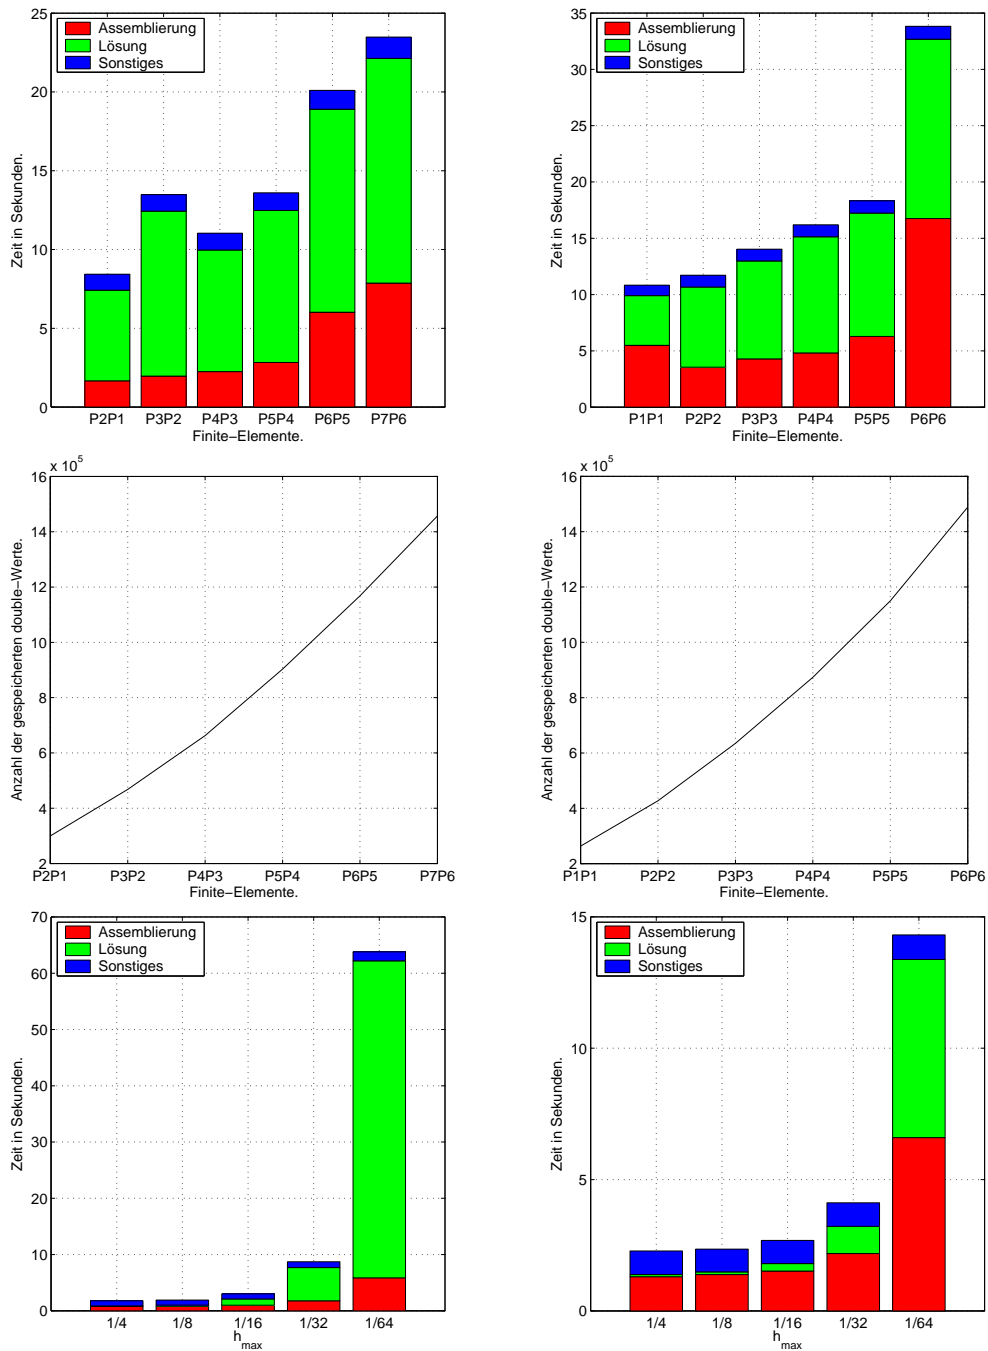 Assemblierung
Lösung
Sonstiges
25
20
15
10
5
0
Zeit in Sekunden.
P2P1 P3P2 P4P3 P5P4 P6P5 P7P6
Finite−Elemente.
Assemblierung
Lösung
Sonstiges
35
30
25
20
15
10
5
0
Zeit in Sekunden.
P1P1 P2P2 P3P3 P4P4 P5P5 P6P6
Finite−Elemente.
x 10^5
16
14
12
10
8
6
4
2
Anzahl der gespeicherten double−Werte.
P2P1 P3P2 P4P3 P5P4 P6P5 P7P6
Finite−Elemente.
x 10^5
16
14
12
10
8
6
4
2
Anzahl der gespeicherten double−Werte.
P1P1 P2P2 P3P3 P4P4 P5P5 P6P6
Finite−Elemente.
Assemblierung
Lösung
Sonstiges
70
60
50
40
30
20
10
0
Zeit in Sekunden.
1/4 1/8 1/16 1/32 1/64
h_max
Assemblierung
Lösung
Sonstiges
15
10
5
0
Zeit in Sekunden.
1/4 1/8 1/16 1/32 1/64
h_max